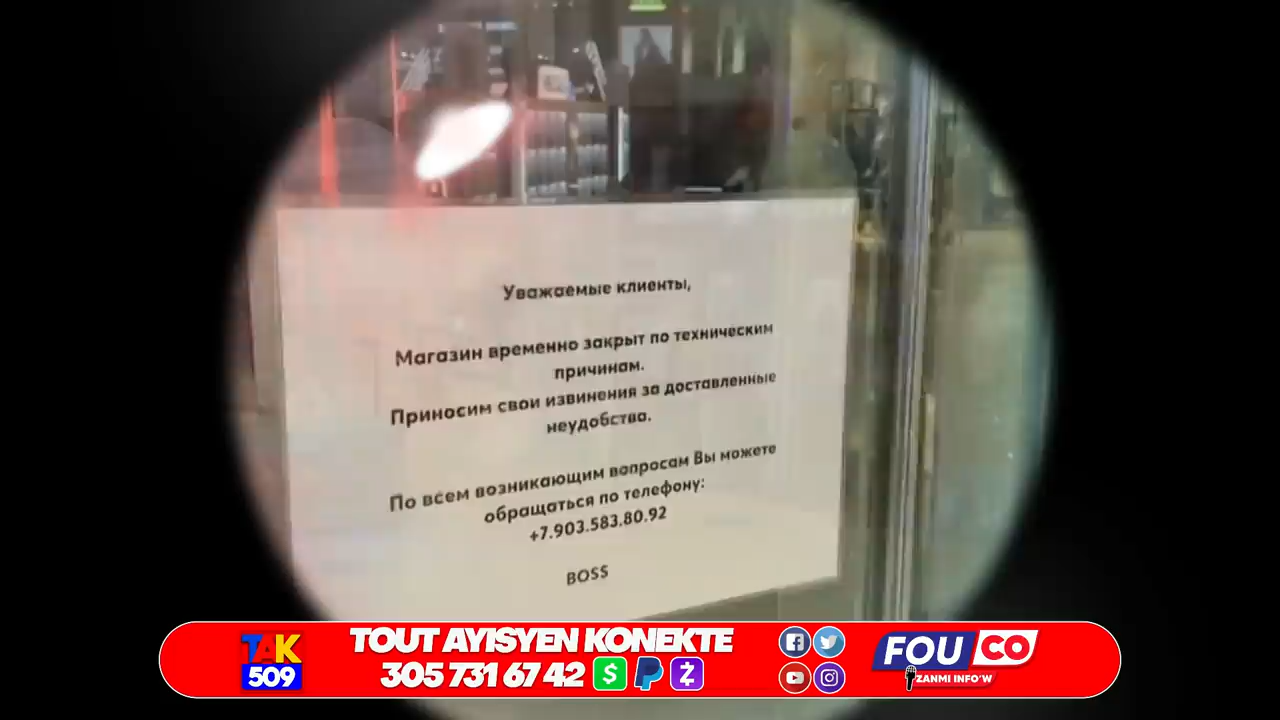 Уважаемые клиенты,
Магазин временно закрыт по техническим
причинам.
Приносим свои извинения за доставленные
неудобства.
По всем возникающим вопросам Вы можете
обращаться по телефону:
+7.903.583.80.92
BOSS
TAK
509
TOUT AYISYEN KONEKTE
305 731 67 42
FOUCO
ZANMI INFO'W